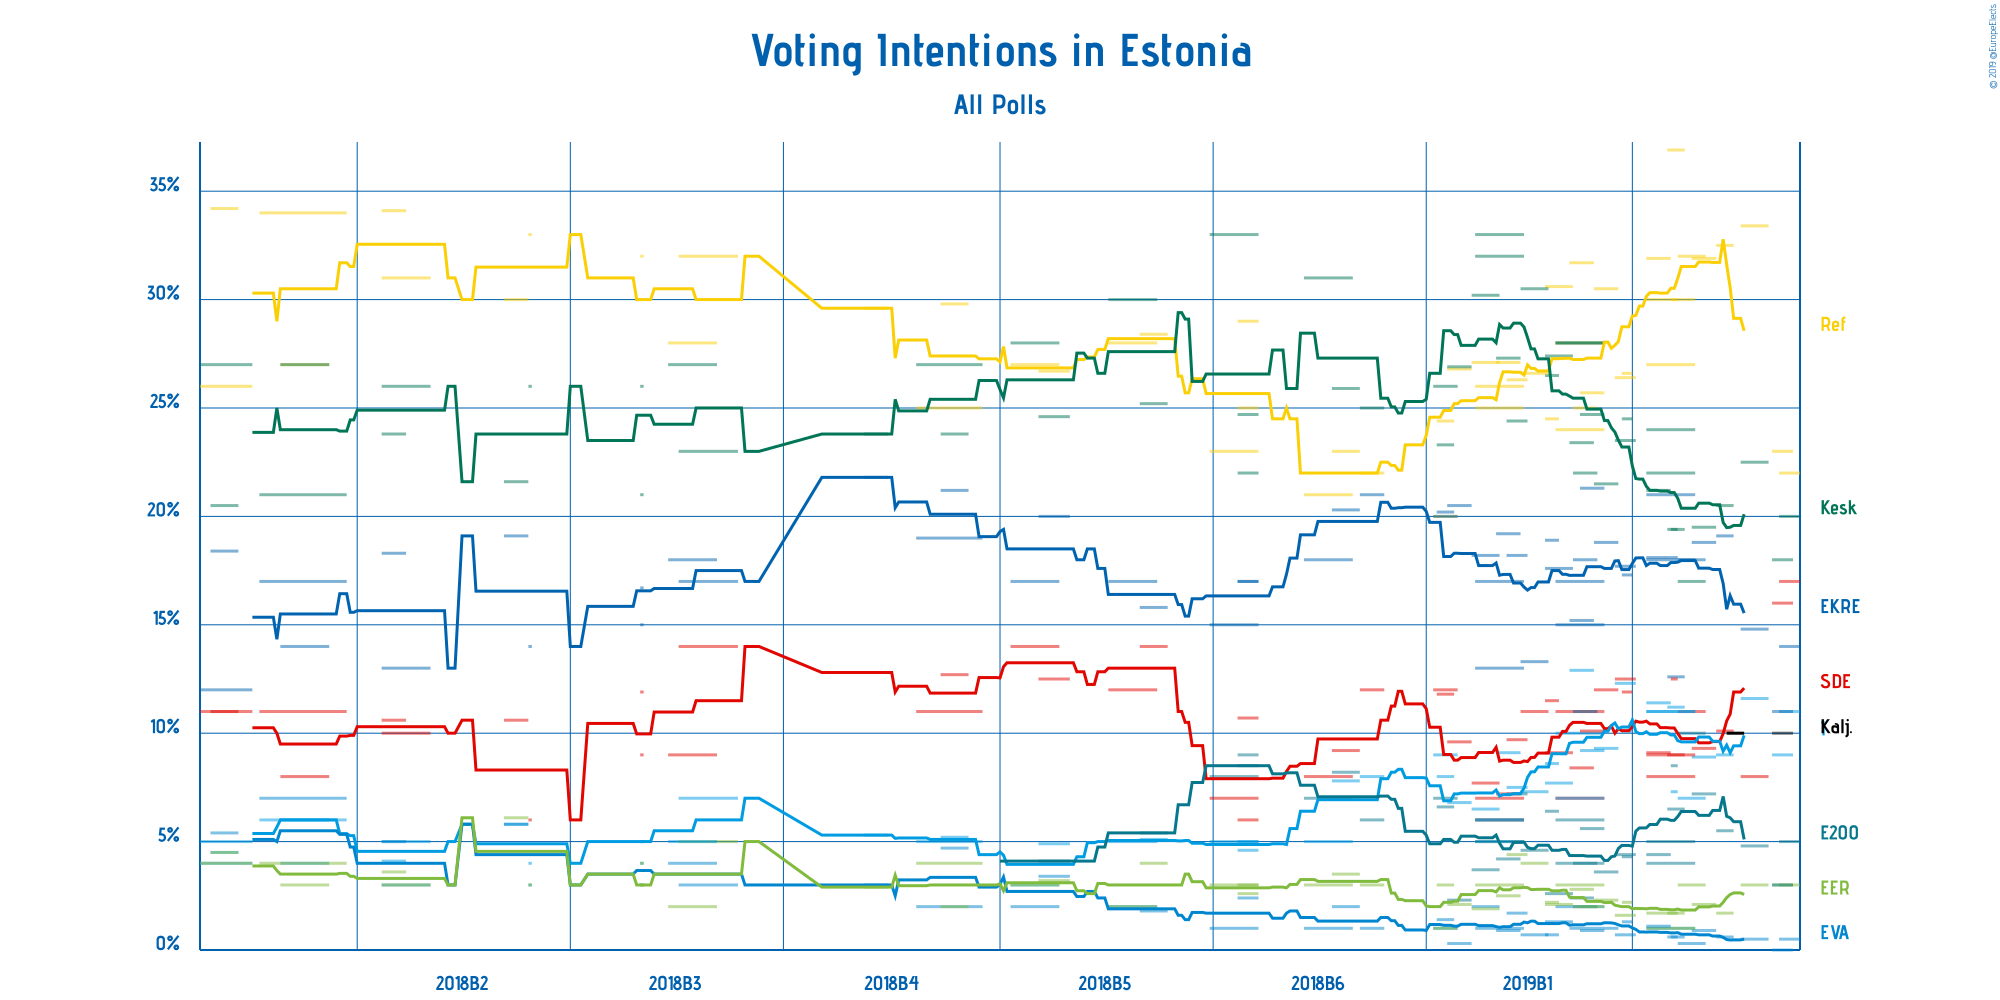 Voting Intentions in Estonia
All Polls
© 2019 @EuropeElects
35%
30%
25%
20%
15%
10%
5%
0%
Ref
Kesk
EKRE
SDE
Kalj.
E200
EER
EVA
2018B2
2018B3
2018B4
2018B5
2018B6
2019B1